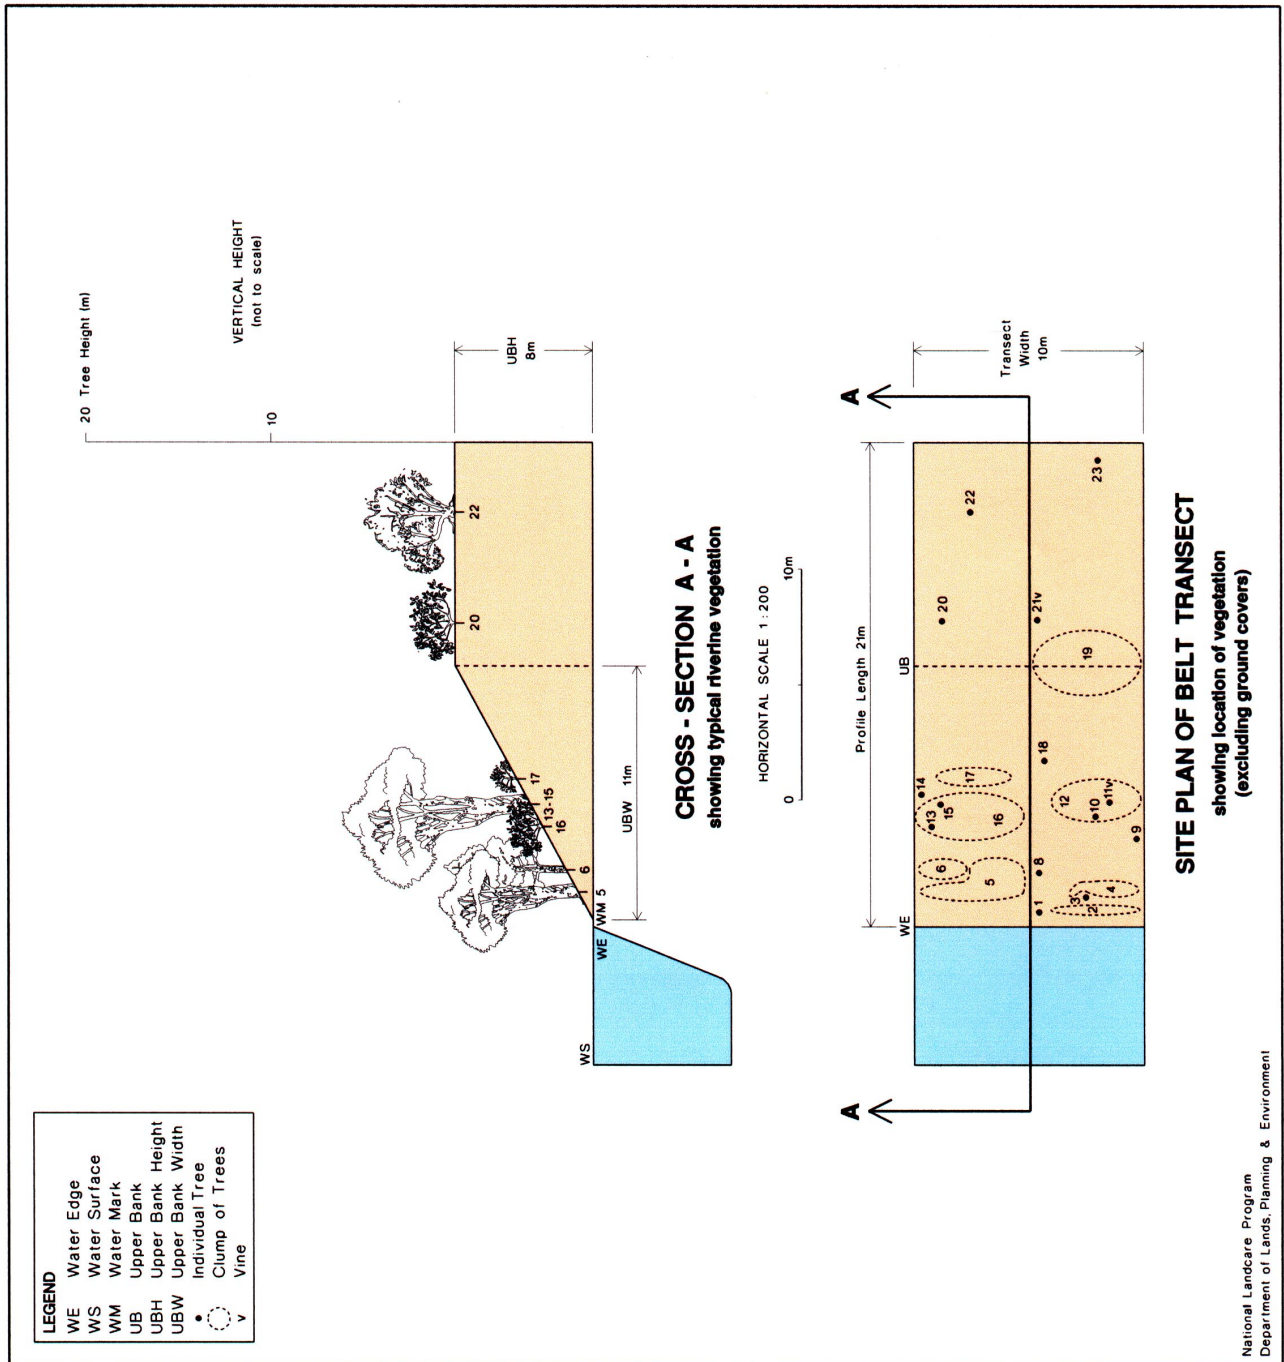 LEGEND
WE Water Edge
WS Water Surface
WM Water Mark
UB Upper Bank
UBH Upper Bank Height
UBW Upper Bank Width
• Individual Tree
Clump of Trees
v Vine
20 Tree Height (m)
10
VERTICAL HEIGHT
(not to scale)
UBH
8m
20
22
17
13-15
16
6
WM 5
WE
WS
UBW 11m
CROSS - SECTION A - A
showing typical riverine vegetation
HORIZONTAL SCALE 1 : 200
0
10m
A
A
Profile Length 21m
WE
UB
Transect
Width
10m
14
13
15
16
17
6
5
20
22
1
8
18
21v
3
2
4
9
10
11v
12
19
23
SITE PLAN OF BELT TRANSECT
showing location of vegetation
(excluding ground covers)
National Landcare Program
Department of Lands, Planning & Environment